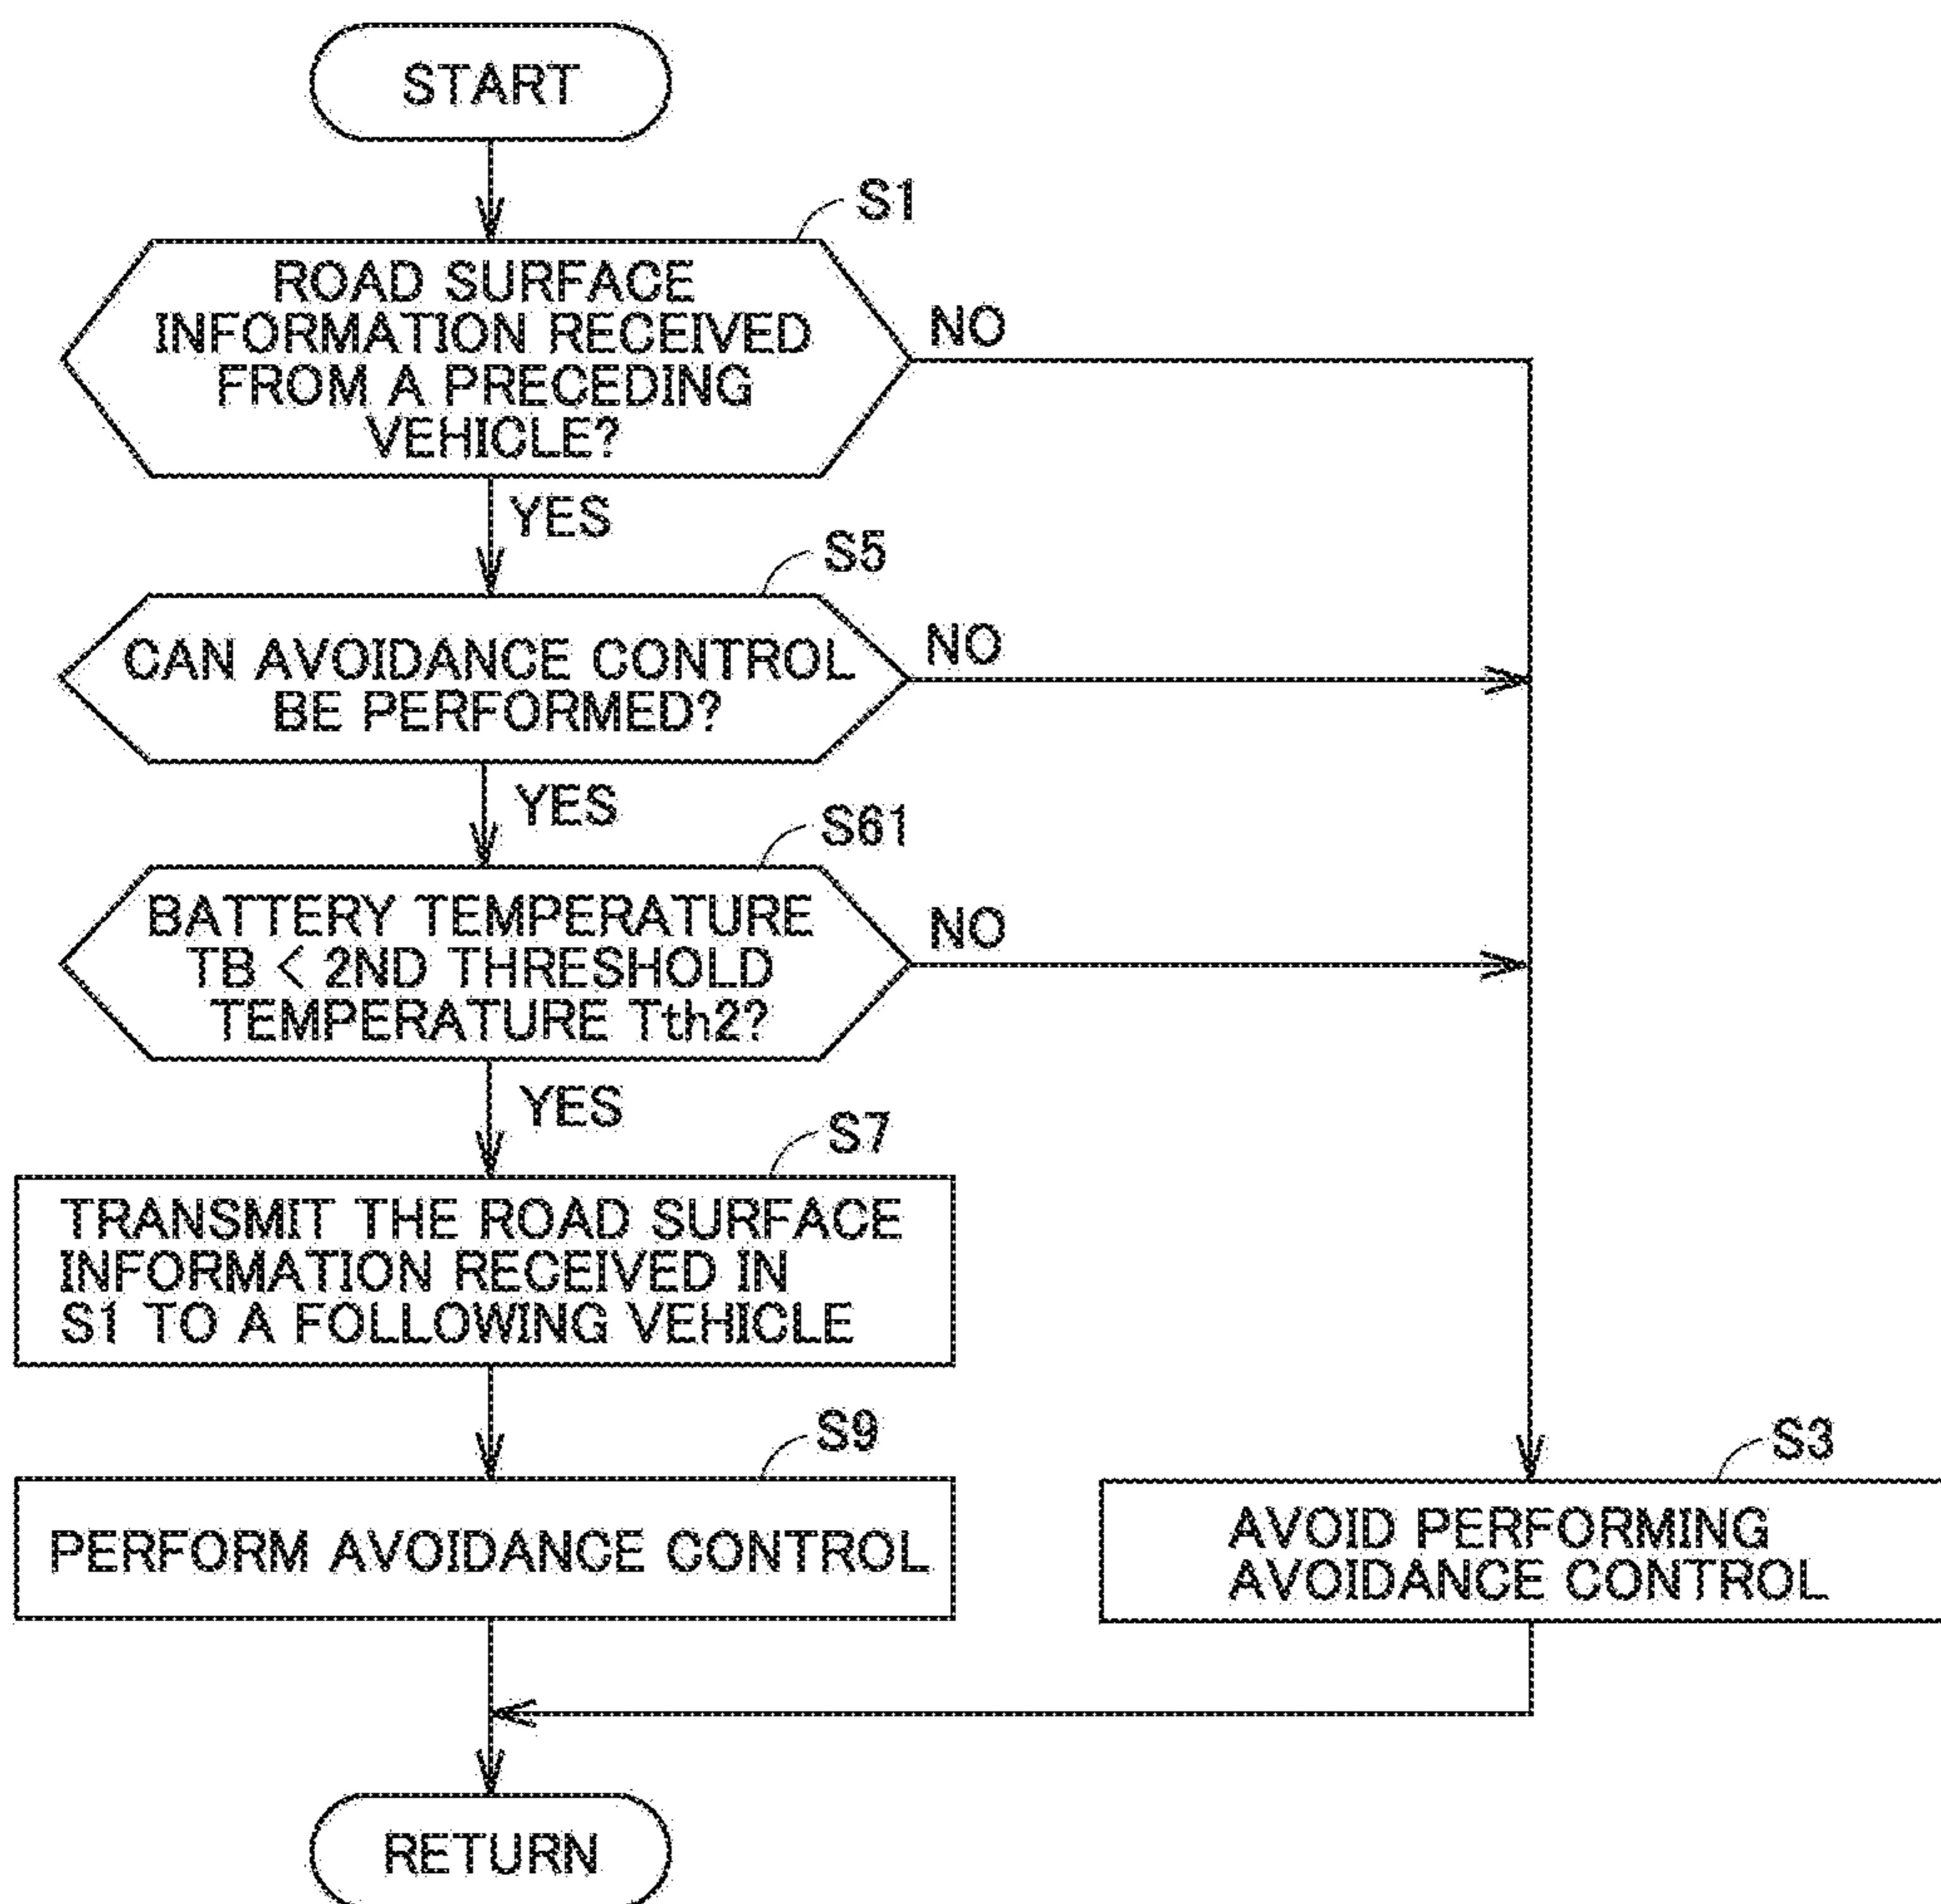 START
S1
ROAD SURFACE
INFORMATION RECEIVED
FROM A PRECEDING
VEHICLE?
NO
YES
S5
CAN AVOIDANCE CONTROL
BE PERFORMED?
NO
YES
S61
BATTERY TEMPERATURE
TB < 2ND THRESHOLD
TEMPERATURE Tth2?
NO
YES
S7
TRANSMIT THE ROAD SURFACE
INFORMATION RECEIVED IN
S1 TO A FOLLOWING VEHICLE
S9
PERFORM AVOIDANCE CONTROL
S3
AVOID PERFORMING
AVOIDANCE CONTROL
RETURN